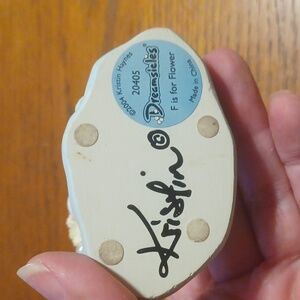 ©2004 Kristin Haynes
20405
Dreamsicles®
F is for Flower
Made in China
Kristin ©